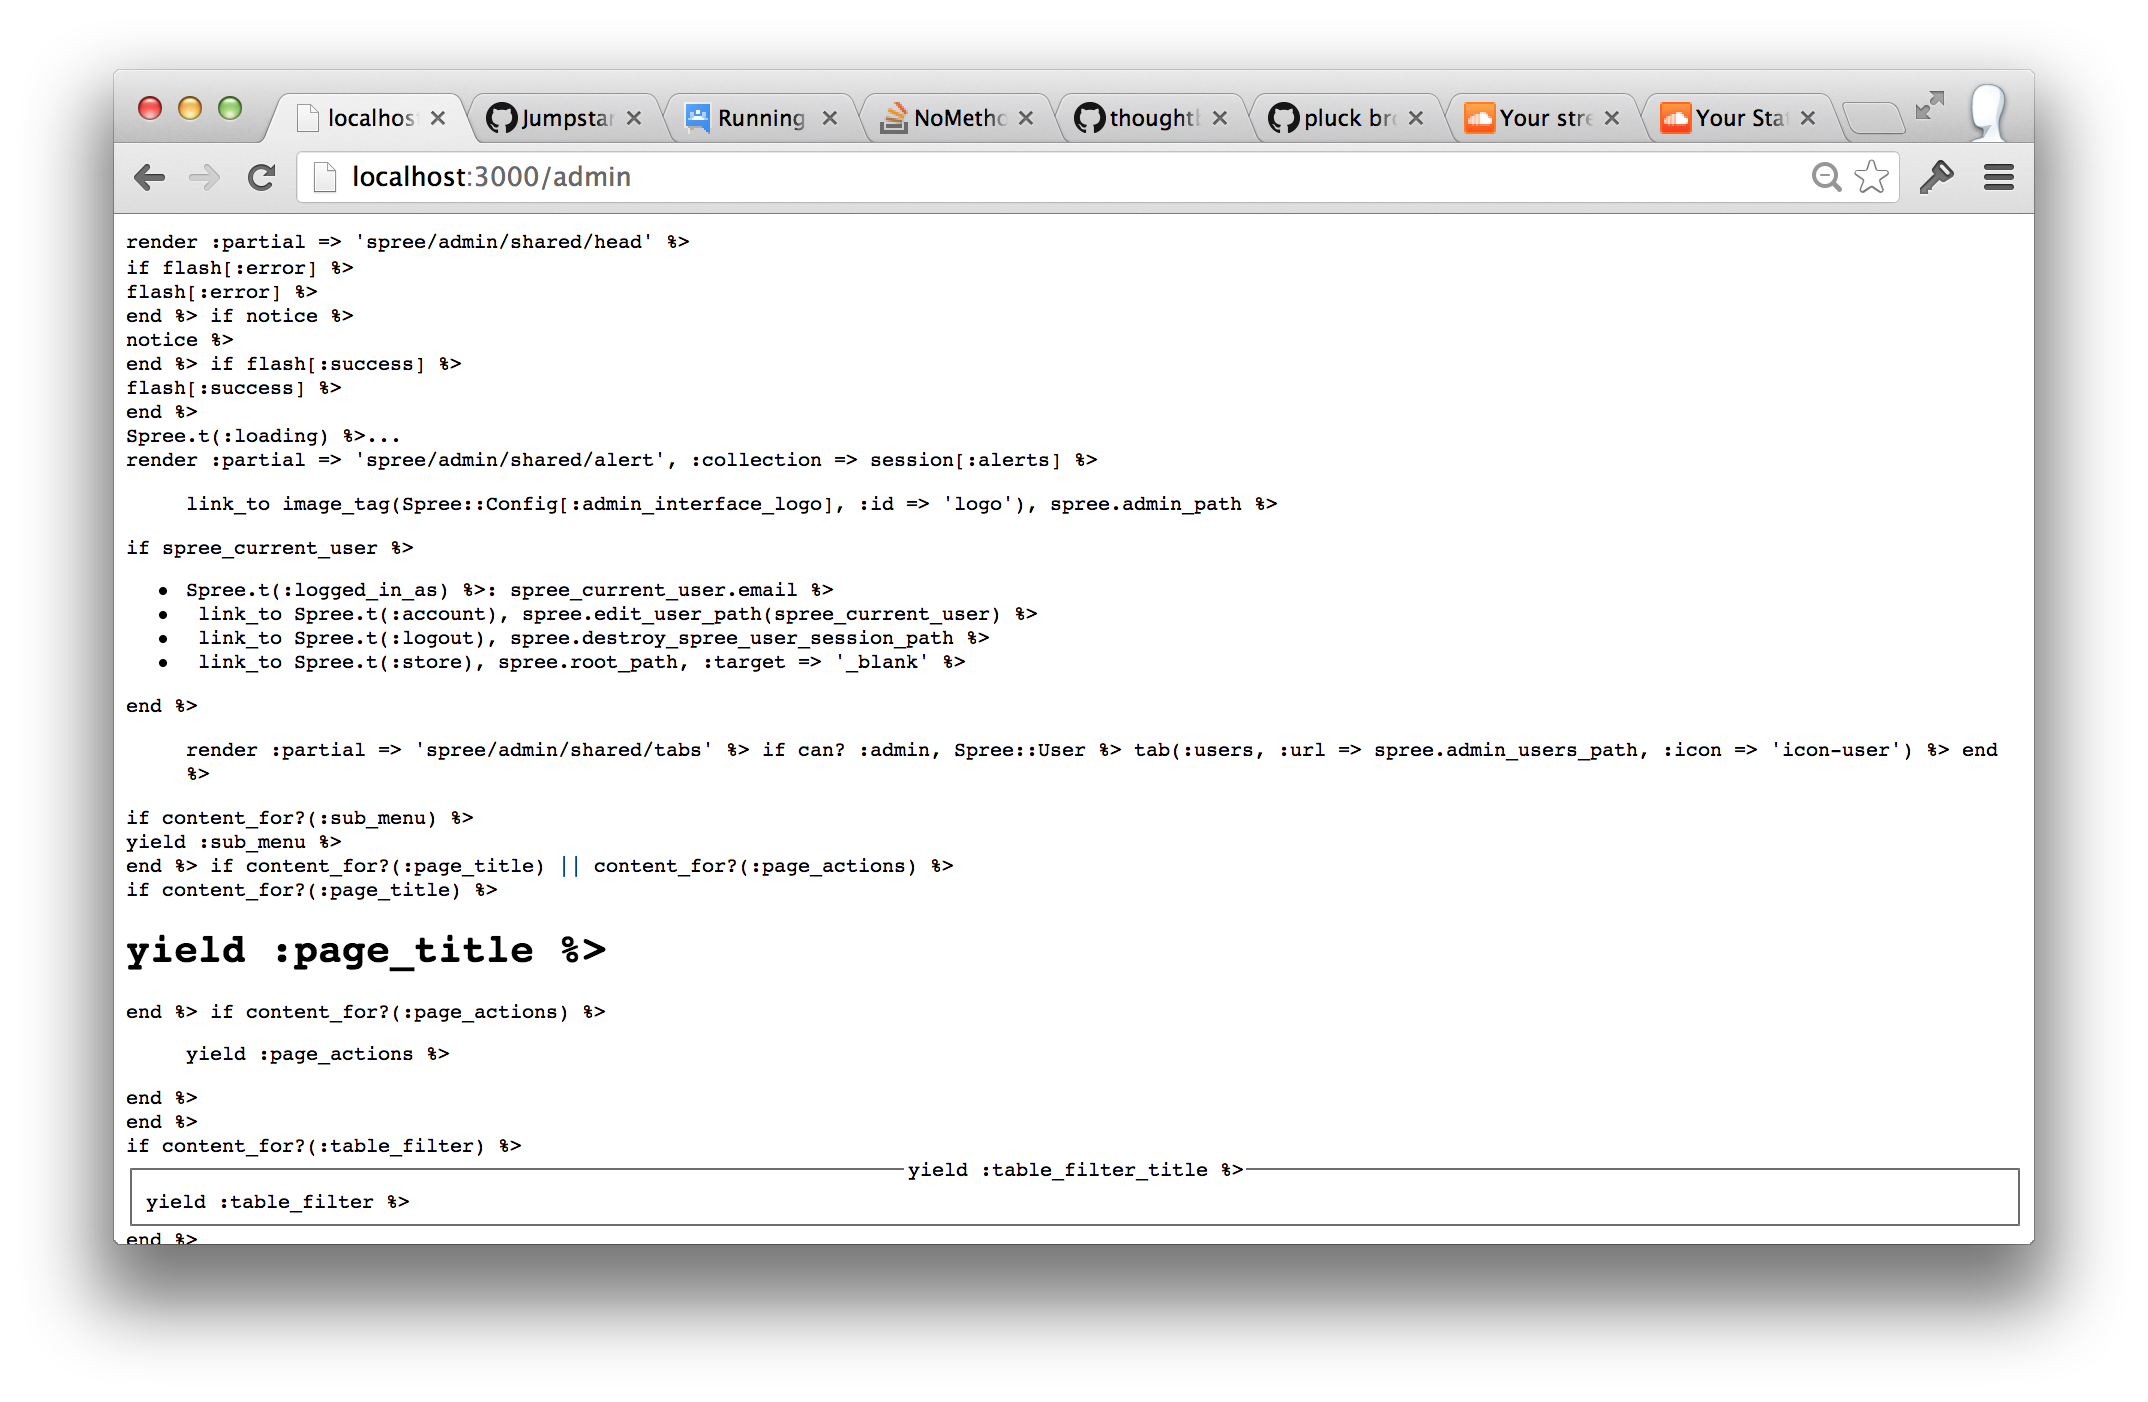 localhos
Jumpstar
Running
NoMetho
thoughtb
pluck bro
Your stre
Your Stat
localhost:3000/admin
render :partial => 'spree/admin/shared/head' %>
if flash[:error] %>
flash[:error] %>
end %> if notice %>
notice %>
end %> if flash[:success] %>
flash[:success] %>
end %>
Spree.t(:loading) %>...
render :partial => 'spree/admin/shared/alert', :collection => session[:alerts] %>
link_to image_tag(Spree::Config[:admin_interface_logo], :id => 'logo'), spree.admin_path %>
if spree_current_user %>
• Spree.t(:logged_in_as) %>: spree_current_user.email %>
• link_to Spree.t(:account), spree.edit_user_path(spree_current_user) %>
• link_to Spree.t(:logout), spree.destroy_spree_user_session_path %>
• link_to Spree.t(:store), spree.root_path, :target => '_blank' %>
end %>
render :partial => 'spree/admin/shared/tabs' %> if can? :admin, Spree::User %> tab(:users, :url => spree.admin_users_path, :icon => 'icon-user') %> end
%>
if content_for?(:sub_menu) %>
yield :sub_menu %>
end %> if content_for?(:page_title) || content_for?(:page_actions) %>
if content_for?(:page_title) %>
yield :page_title %>
end %> if content_for?(:page_actions) %>
yield :page_actions %>
end %>
end %>
if content_for?(:table_filter) %>
yield :table_filter_title %>
yield :table_filter %>
end %>